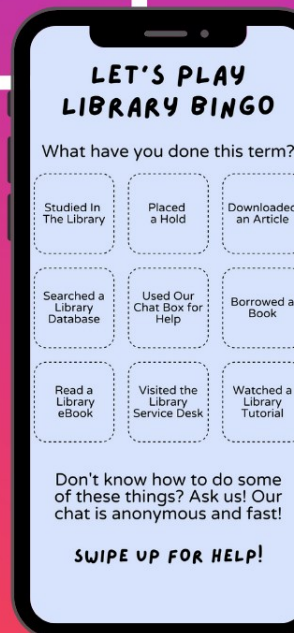 LET'S PLAY
LIBRARY BINGO
What have you done this term?
Studied In
The Library
Placed
a Hold
Downloaded
an Article
Searched a
Library
Database
Used Our
Chat Box for
Help
Borrowed a
Book
Read a
Library
eBook
Visited the
Library
Service Desk
Watched a
Library
Tutorial
Don't know how to do some
of these things? Ask us! Our
chat is anonymous and fast!
SWIPE UP FOR HELP!